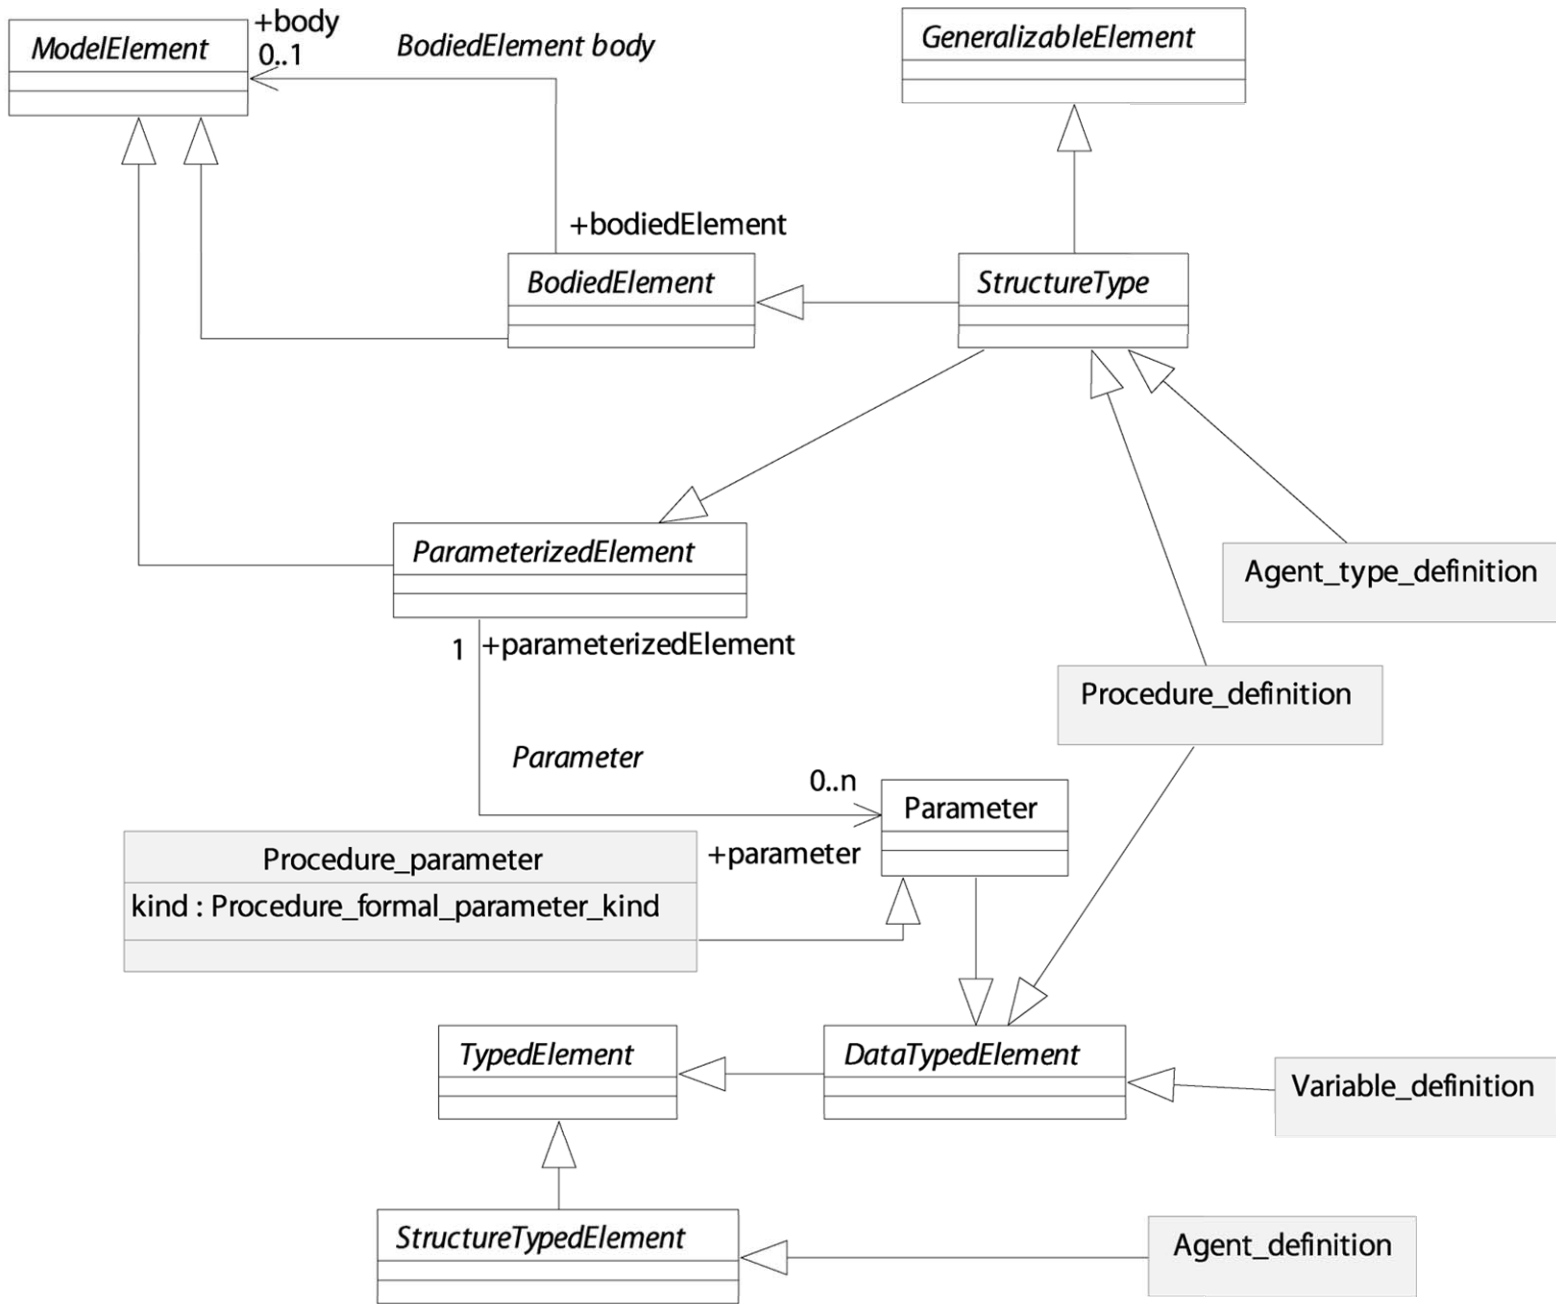 ModelElement
+body
0..1
BodiedElement body
GeneralizableElement
+bodiedElement
BodiedElement
StructureType
ParameterizedElement
Agent_type_definition
1
+parameterizedElement
Procedure_definition
Parameter
0..n
Parameter
+parameter
Procedure_parameter
kind : Procedure_formal_parameter_kind
TypedElement
DataTypedElement
Variable_definition
StructureTypedElement
Agent_definition